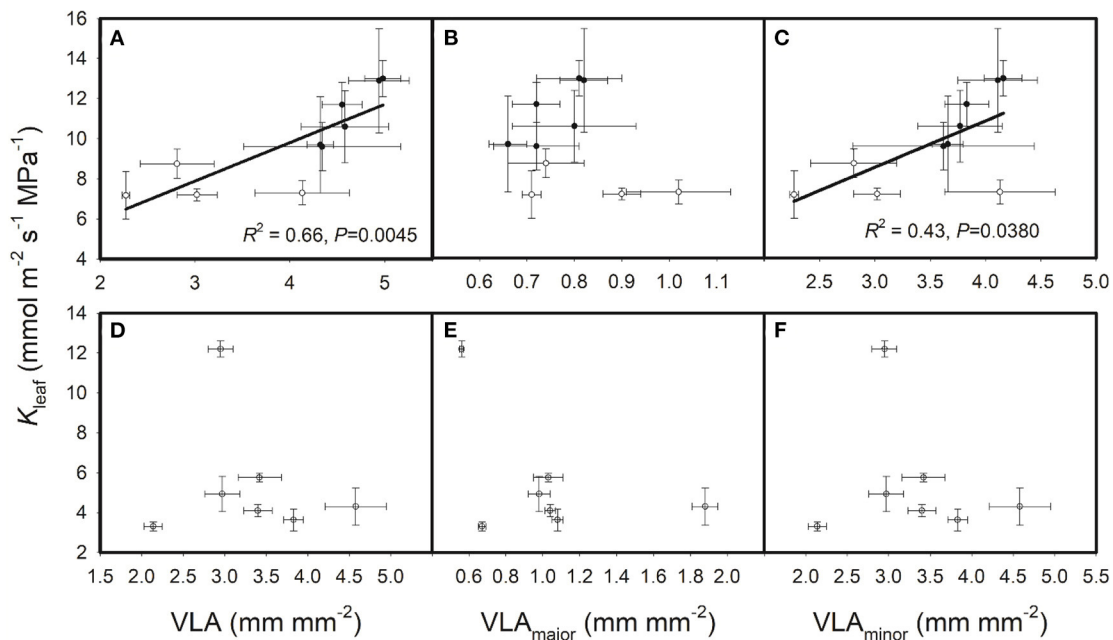 A
B
C
16
14
12
10
8
6
4
R² = 0.66, P=0.0045
R² = 0.43, P=0.0380
2 3 4 5
0.6 0.7 0.8 0.9 1.0 1.1
2.5 3.0 3.5 4.0 4.5 5.0
K_leaf (mmol m⁻² s⁻¹ MPa⁻¹)
D
E
F
14
12
10
8
6
4
2
1.5 2.0 2.5 3.0 3.5 4.0 4.5 5.0
0.6 1.0 1.2 1.4 1.6 1.8 2.0
2.0 2.5 3.0 3.5 4.0 4.5 5.0 5.5
VLA (mm mm⁻²)
VLA_major (mm mm⁻²)
VLA_minor (mm mm⁻²)